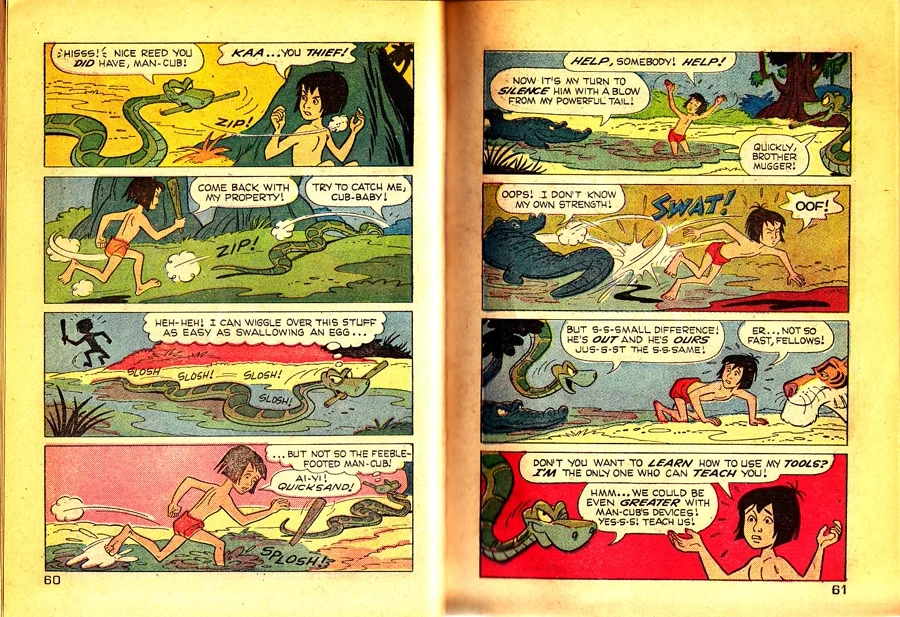 :HISSS!: NICE REED YOU
DID HAVE, MAN-CUB!
KAA...YOU THIEF!
ZIP!
COME BACK WITH
MY PROPERTY!
TRY TO CATCH ME,
CUB-BABY!
ZIP!
HEH-HEH! I CAN WIGGLE OVER THIS STUFF
AS EASY AS SWALLOWING AN EGG...
SLOSH
SLOSH!
SLOSH!
SLOSH!
...BUT NOT SO THE FEEBLE-
FOOTED MAN-CUB!
AI-YI!
QUICKSAND!
SPLOSH!
60
HELP, SOMEBODY! HELP!
NOW IT'S MY TURN TO
SILENCE HIM WITH A BLOW
FROM MY POWERFUL TAIL!
QUICKLY,
BROTHER
MUGGER!
OOPS! I DON'T KNOW
MY OWN STRENGTH!
SWAT!
OOF!
BUT S-S-SMALL DIFFERENCE!
HE'S OUT AND HE'S OURS
JUS-S-ST THE S-S-SAME!
ER...NOT SO
FAST, FELLOWS!
DON'T YOU WANT TO LEARN HOW TO USE MY TOOLS?
I'M THE ONLY ONE WHO CAN TEACH YOU!
HMM...WE COULD BE
EVEN GREATER WITH
MAN-CUB'S DEVICES!
YES-S-S! TEACH US!
61